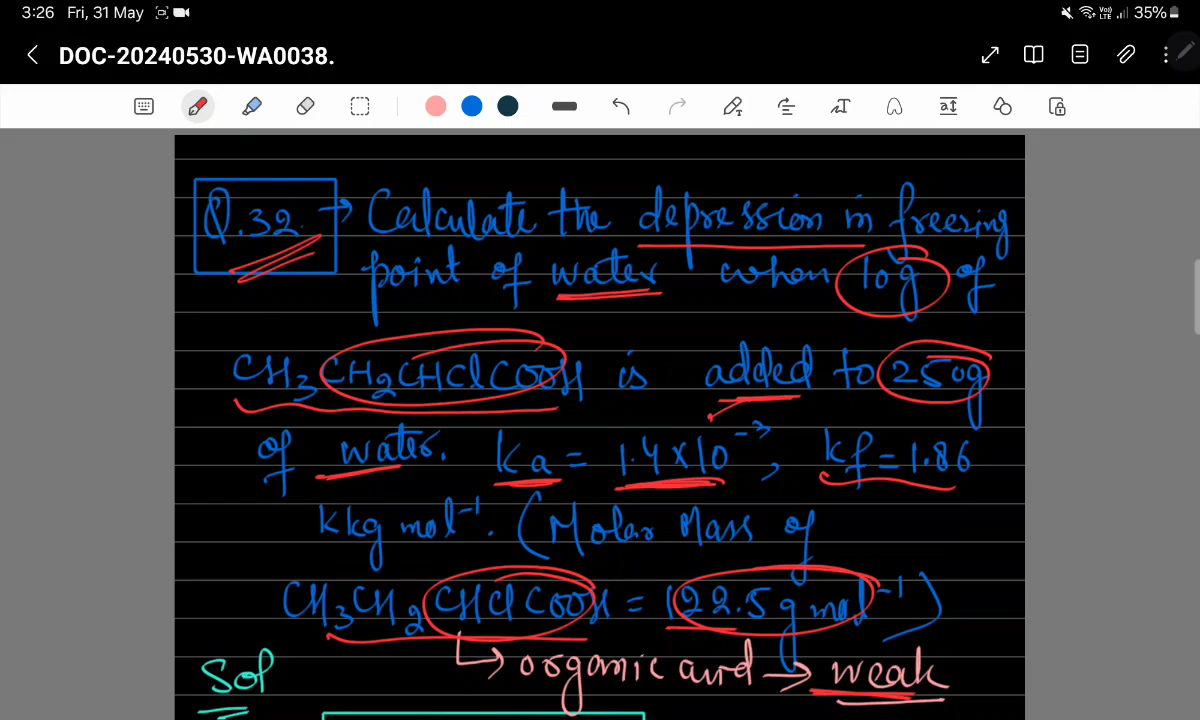 3:26 Fri, 31 May
Vo) LTE 35%
DOC-20240530-WA0038.
Q.32 → Calculate the depression in freezing
point of water when 10g of
CH3CH2CHClCOOH is added to 250g
of water. Ka = 1.4×10⁻³, Kf = 1.86
K kg mol⁻¹. (Molar Mass of
CH3CH2CHClCOOH = 122.5 g mol⁻¹)
↳ organic acid → weak
Sol